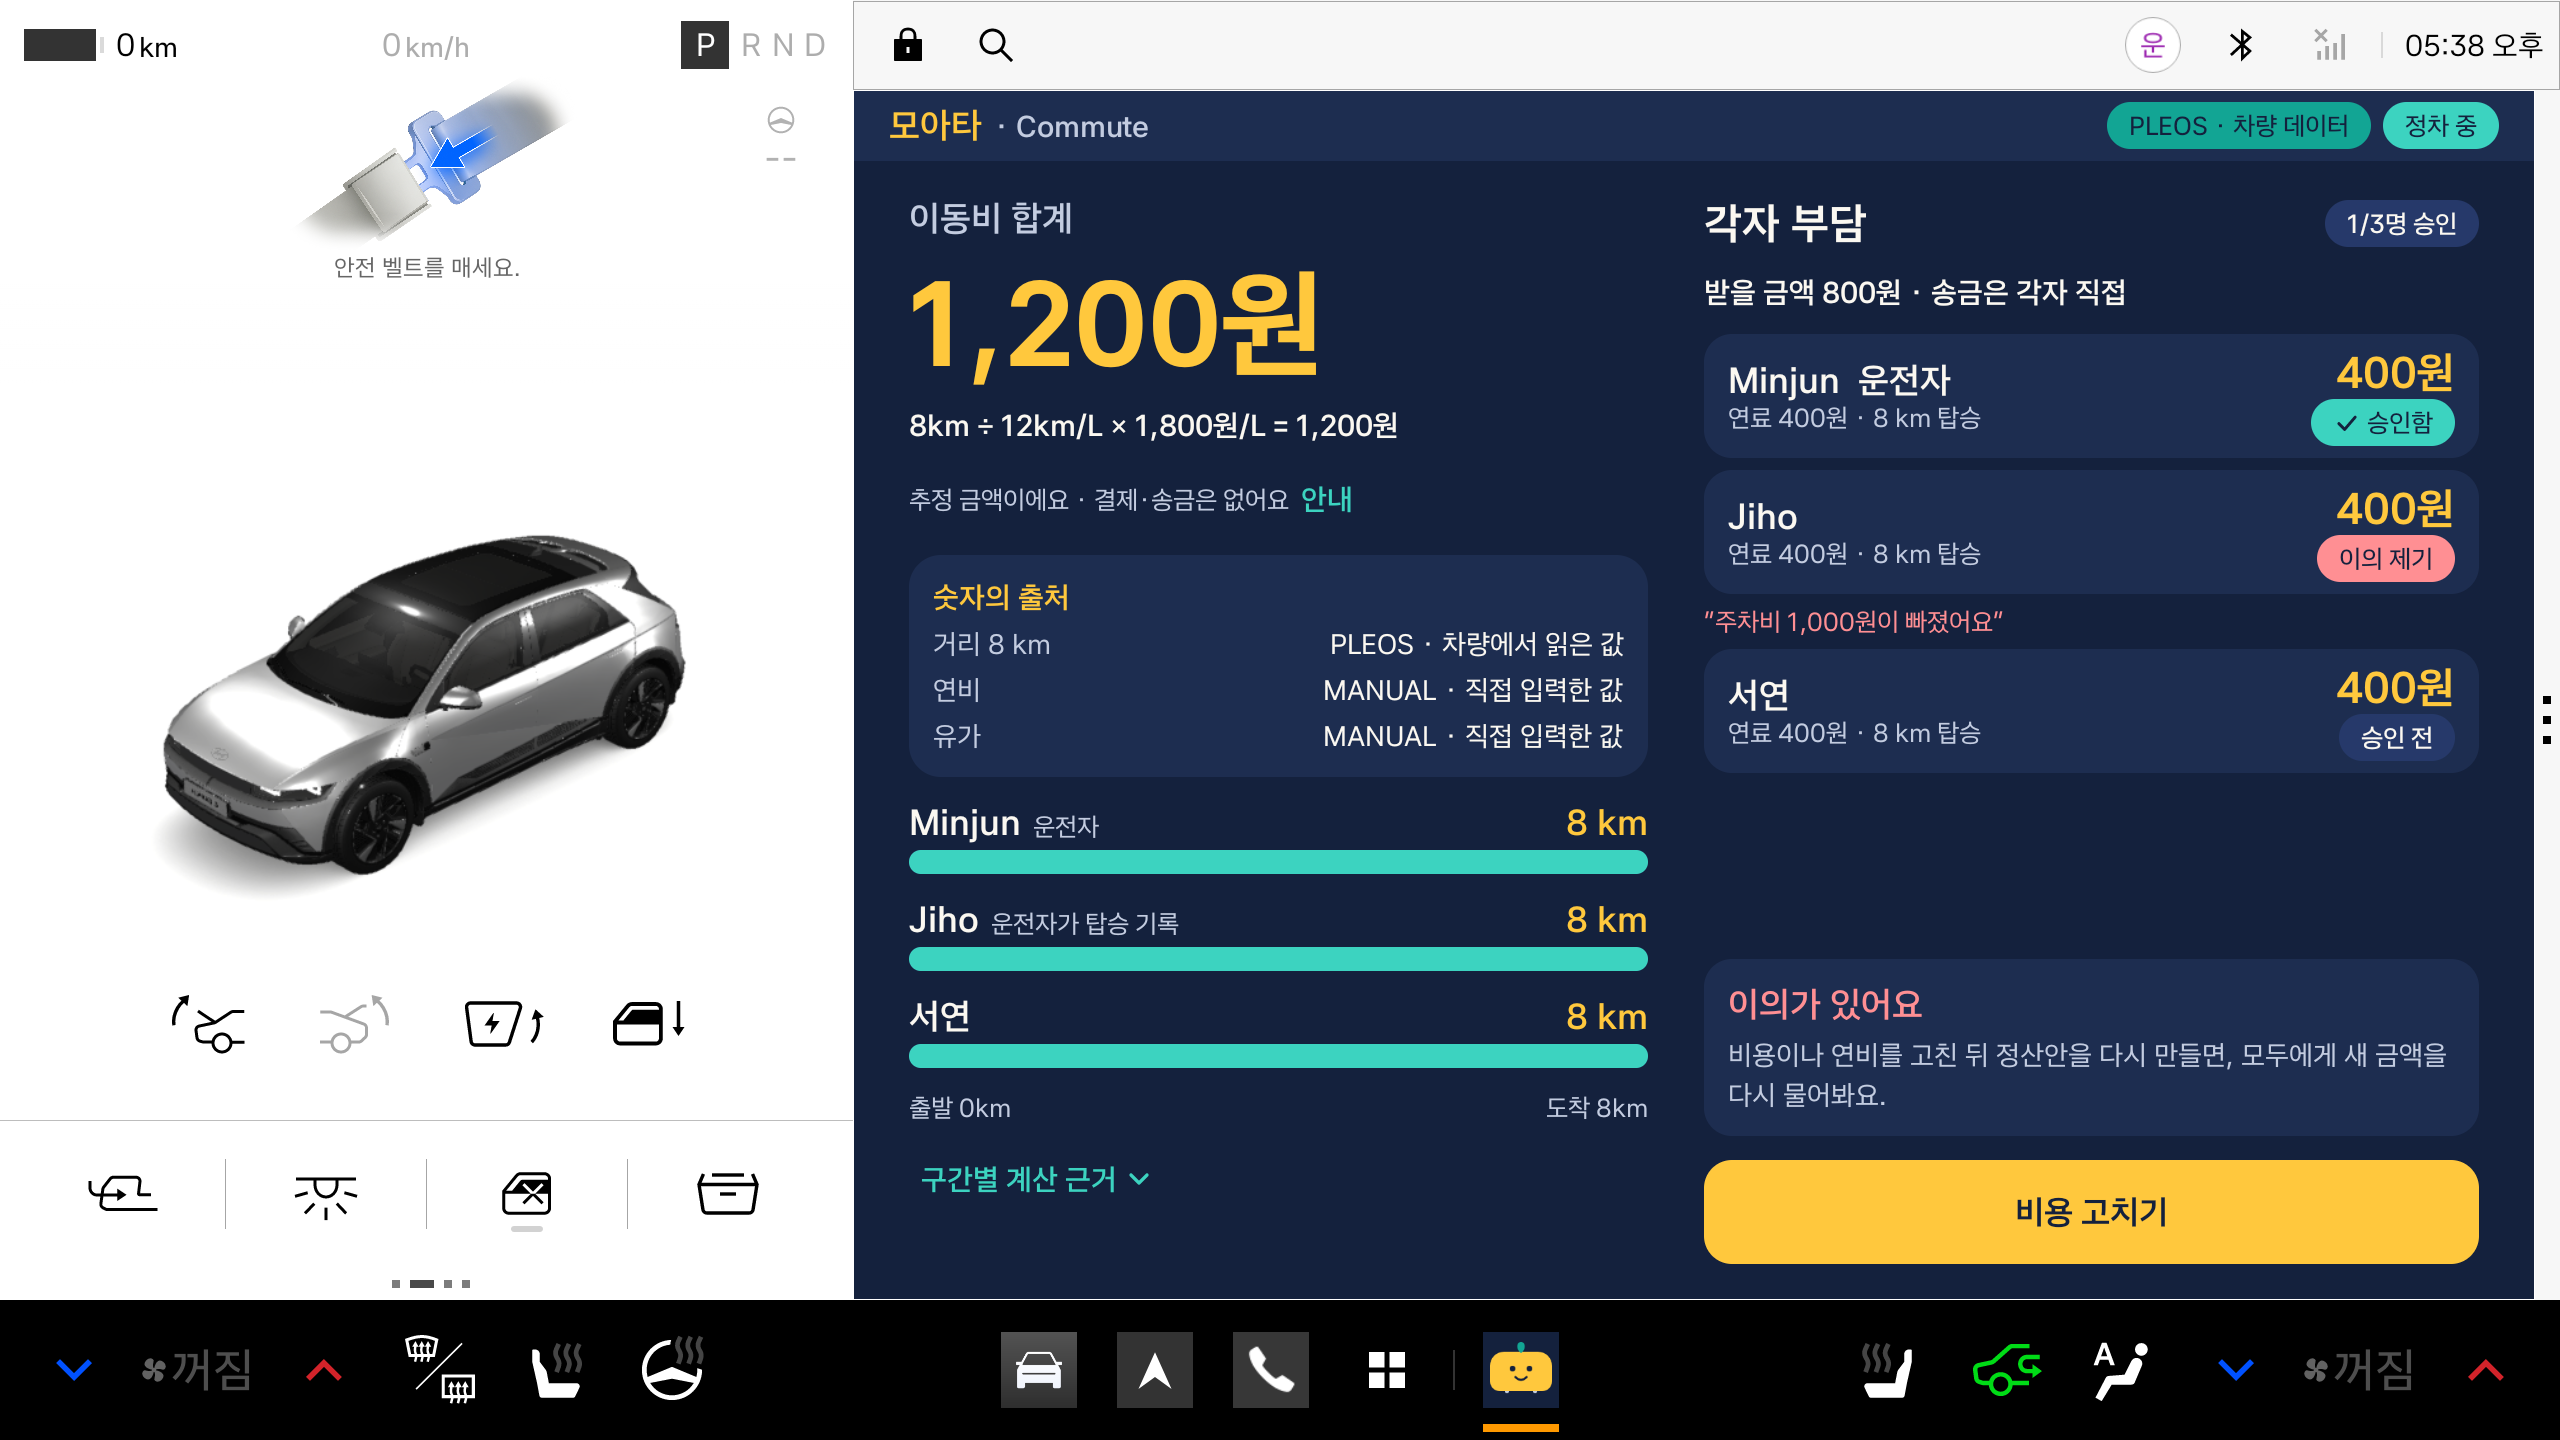 0 km
0 km/h
P R N D
운
05:38 오후
안전 벨트를 매세요.
모아타 · Commute
PLEOS · 차량 데이터
정차 중
이동비 합계
1,200원
8km ÷ 12km/L × 1,800원/L = 1,200원
추정 금액이에요 · 결제·송금은 없어요 안내
숫자의 출처
거리 8 km PLEOS · 차량에서 읽은 값
연비 MANUAL · 직접 입력한 값
유가 MANUAL · 직접 입력한 값
Minjun 운전자 8 km
Jiho 운전자가 탑승 기록 8 km
서연 8 km
출발 0km 도착 8km
구간별 계산 근거
각자 부담 1/3명 승인
받을 금액 800원 · 송금은 각자 직접
Minjun 운전자 400원
연료 400원 · 8 km 탑승 승인함
Jiho 400원
연료 400원 · 8 km 탑승 이의 제기
"주차비 1,000원이 빠졌어요"
서연 400원
연료 400원 · 8 km 탑승 승인 전
이의가 있어요
비용이나 연비를 고친 뒤 정산안을 다시 만들면, 모두에게 새 금액을
다시 물어봐요.
비용 고치기
꺼짐
A
꺼짐